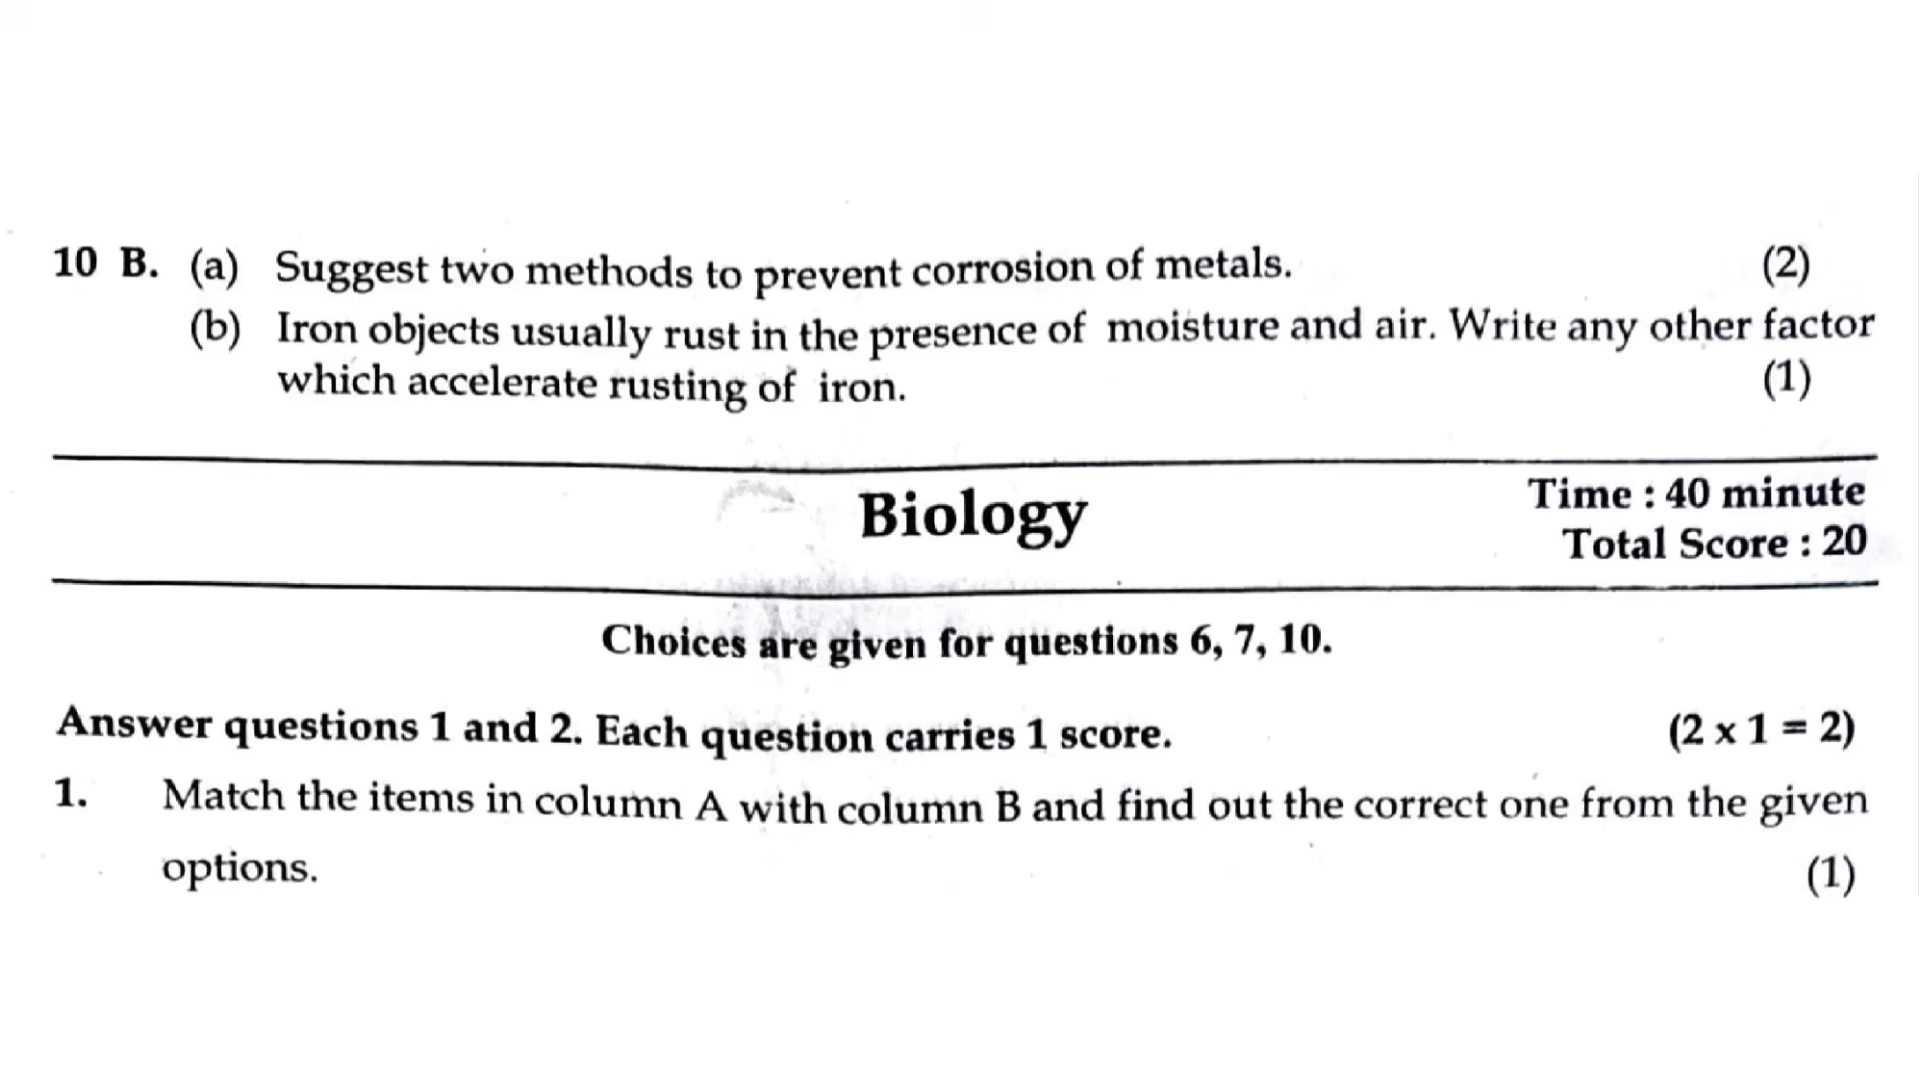 10 B. (a) Suggest two methods to prevent corrosion of metals. (2)
(b) Iron objects usually rust in the presence of moisture and air. Write any other factor
which accelerate rusting of iron. (1)
Biology
Time : 40 minute
Total Score : 20
Choices are given for questions 6, 7, 10.
Answer questions 1 and 2. Each question carries 1 score. (2 x 1 = 2)
1. Match the items in column A with column B and find out the correct one from the given
options. (1)